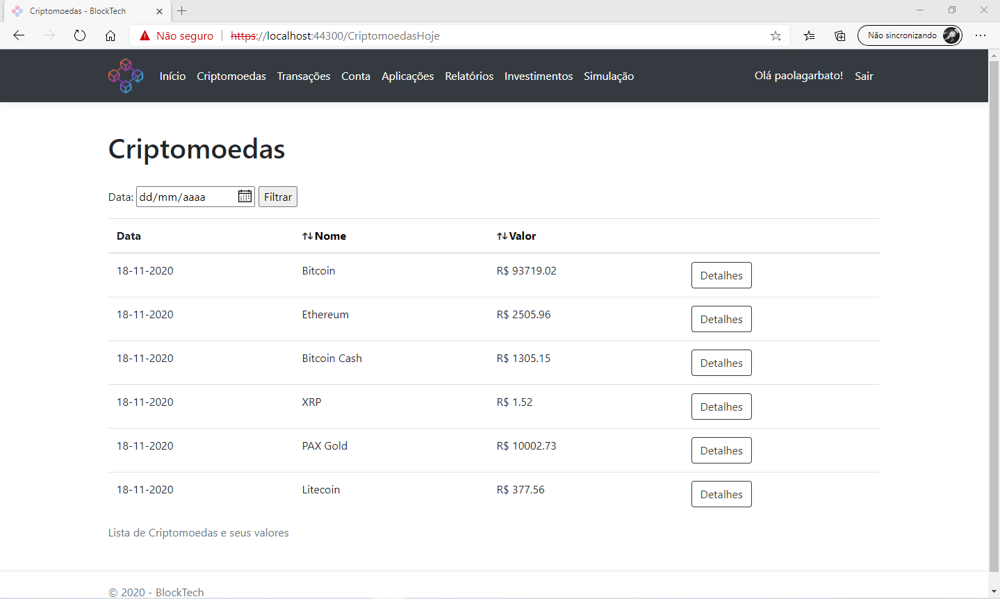 Criptomoedas - BlockTech
Não seguro https://localhost:44300/CriptomoedasHoje Não sincronizando
Início Criptomoedas Transações Conta Aplicações Relatórios Investimentos Simulação Olá paolagarbato! Sair
Criptomoedas
Data: dd/mm/aaaa Filtrar
Data Nome Valor
18-11-2020 Bitcoin R$ 93719.02 Detalhes
18-11-2020 Ethereum R$ 2505.96 Detalhes
18-11-2020 Bitcoin Cash R$ 1305.15 Detalhes
18-11-2020 XRP R$ 1.52 Detalhes
18-11-2020 PAX Gold R$ 10002.73 Detalhes
18-11-2020 Litecoin R$ 377.56 Detalhes
Lista de Criptomoedas e seus valores
© 2020 - BlockTech